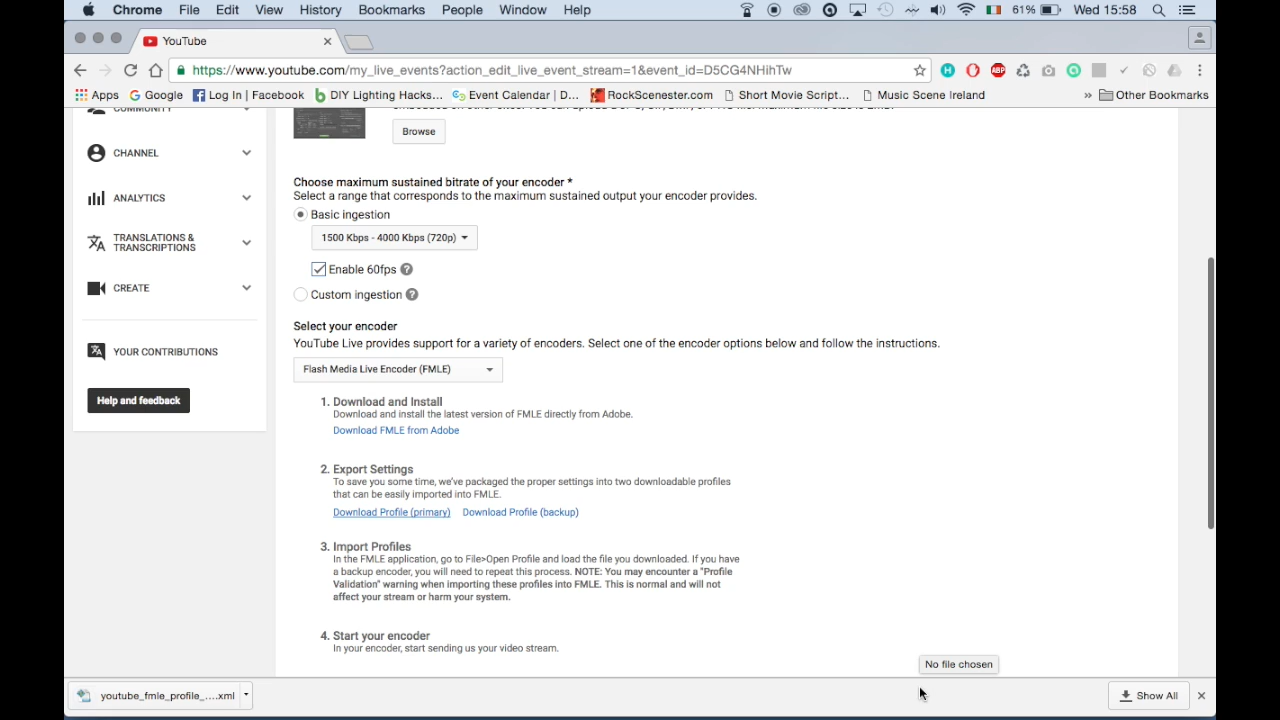 Chrome File Edit View History Bookmarks People Window Help 61% Wed 15:58
YouTube
https://www.youtube.com/my_live_events?action_edit_live_event_stream=1&event_id=D5CG4NHihTw
Apps Google Log In | Facebook DIY Lighting Hacks... Event Calendar | D... RockScenester.com Short Movie Script... Music Scene Ireland » Other Bookmarks
COMMUNITY
Browse
CHANNEL
ANALYTICS
TRANSLATIONS &
TRANSCRIPTIONS
CREATE
YOUR CONTRIBUTIONS
Help and feedback
Choose maximum sustained bitrate of your encoder *
Select a range that corresponds to the maximum sustained output your encoder provides.
Basic ingestion
1500 Kbps - 4000 Kbps (720p)
Enable 60fps ?
Custom ingestion ?
Select your encoder
YouTube Live provides support for a variety of encoders. Select one of the encoder options below and follow the instructions.
Flash Media Live Encoder (FMLE)
1. Download and Install
Download and install the latest version of FMLE directly from Adobe.
Download FMLE from Adobe
2. Export Settings
To save you some time, we've packaged the proper settings into two downloadable profiles
that can be easily imported into FMLE.
Download Profile (primary) Download Profile (backup)
3. Import Profiles
In the FMLE application, go to File>Open Profile and load the file you downloaded. If you have
a backup encoder, you will need to repeat this process. NOTE: You may encounter a "Profile
Validation" warning when importing these profiles into FMLE. This is normal and will not
affect your stream or harm your system.
4. Start your encoder
In your encoder, start sending us your video stream.
No file chosen
youtube_fmle_profile_....xml
Show All